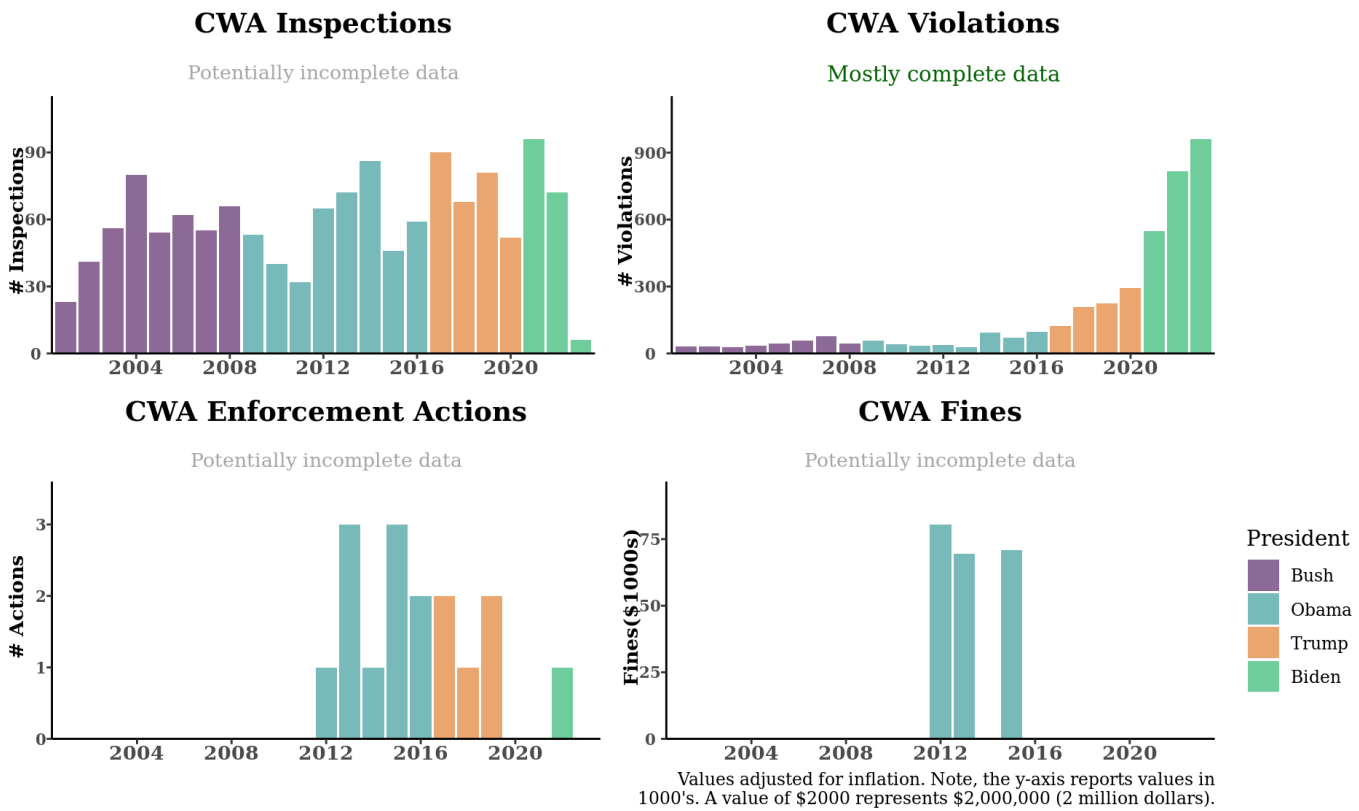 CWA Inspections
Potentially incomplete data
# Inspections
90
60
30
0
2004 2008 2012 2016 2020
CWA Violations
Mostly complete data
# Violations
900
600
300
0
2004 2008 2012 2016 2020
CWA Enforcement Actions
Potentially incomplete data
# Actions
3
2
1
0
2004 2008 2012 2016 2020
CWA Fines
Potentially incomplete data
Fines($1000s)
75
50
25
0
2004 2008 2012 2016 2020
Values adjusted for inflation. Note, the y-axis reports values in
1000's. A value of $2000 represents $2,000,000 (2 million dollars).
President
Bush
Obama
Trump
Biden